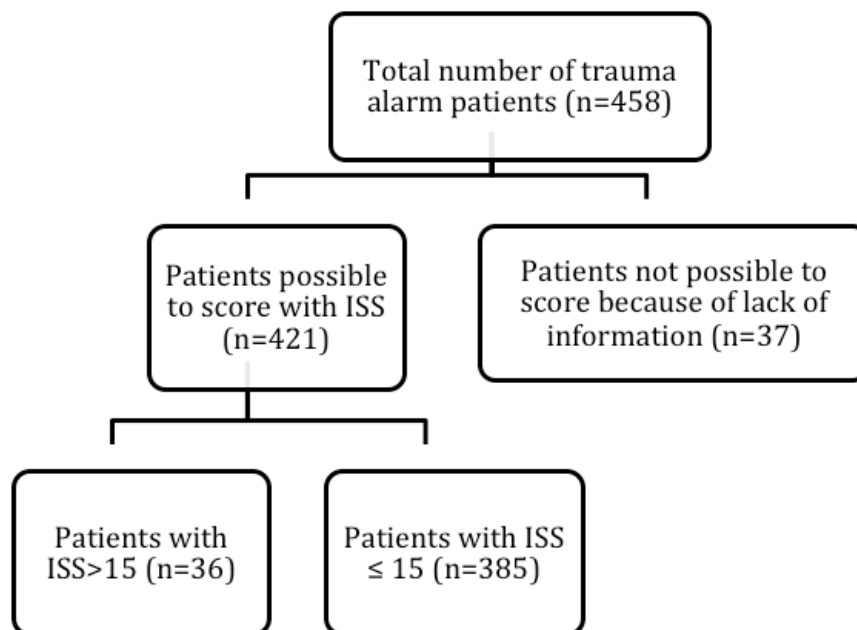 Total number of trauma
alarm patients (n=458)
Patients possible
to score with ISS
(n=421)
Patients not possible to
score because of lack of
information (n=37)
Patients with
ISS>15 (n=36)
Patients with ISS
≤ 15 (n=385)